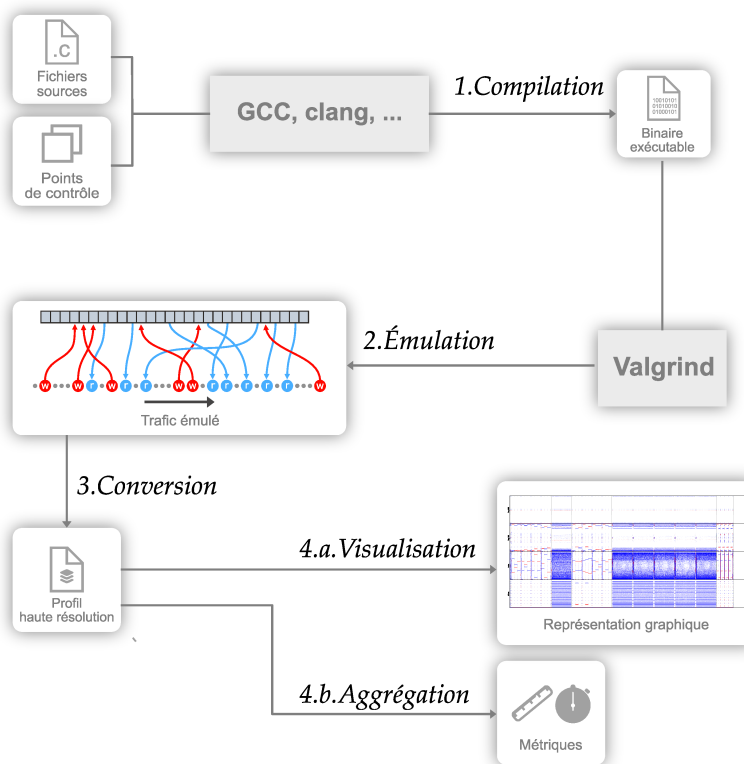 .C
Fichiers
sources
GCC, clang, ...
1.Compilation
10010101
01010010
01000101
Binaire
exécutable
Points
de contrôle
2.Émulation
Valgrind
w w w r w r r w w r r r r r w
Trafic émulé
3.Conversion
4.a.Visualisation
Profil
haute résolution
Représentation graphique
4.b.Aggrégation
Métriques